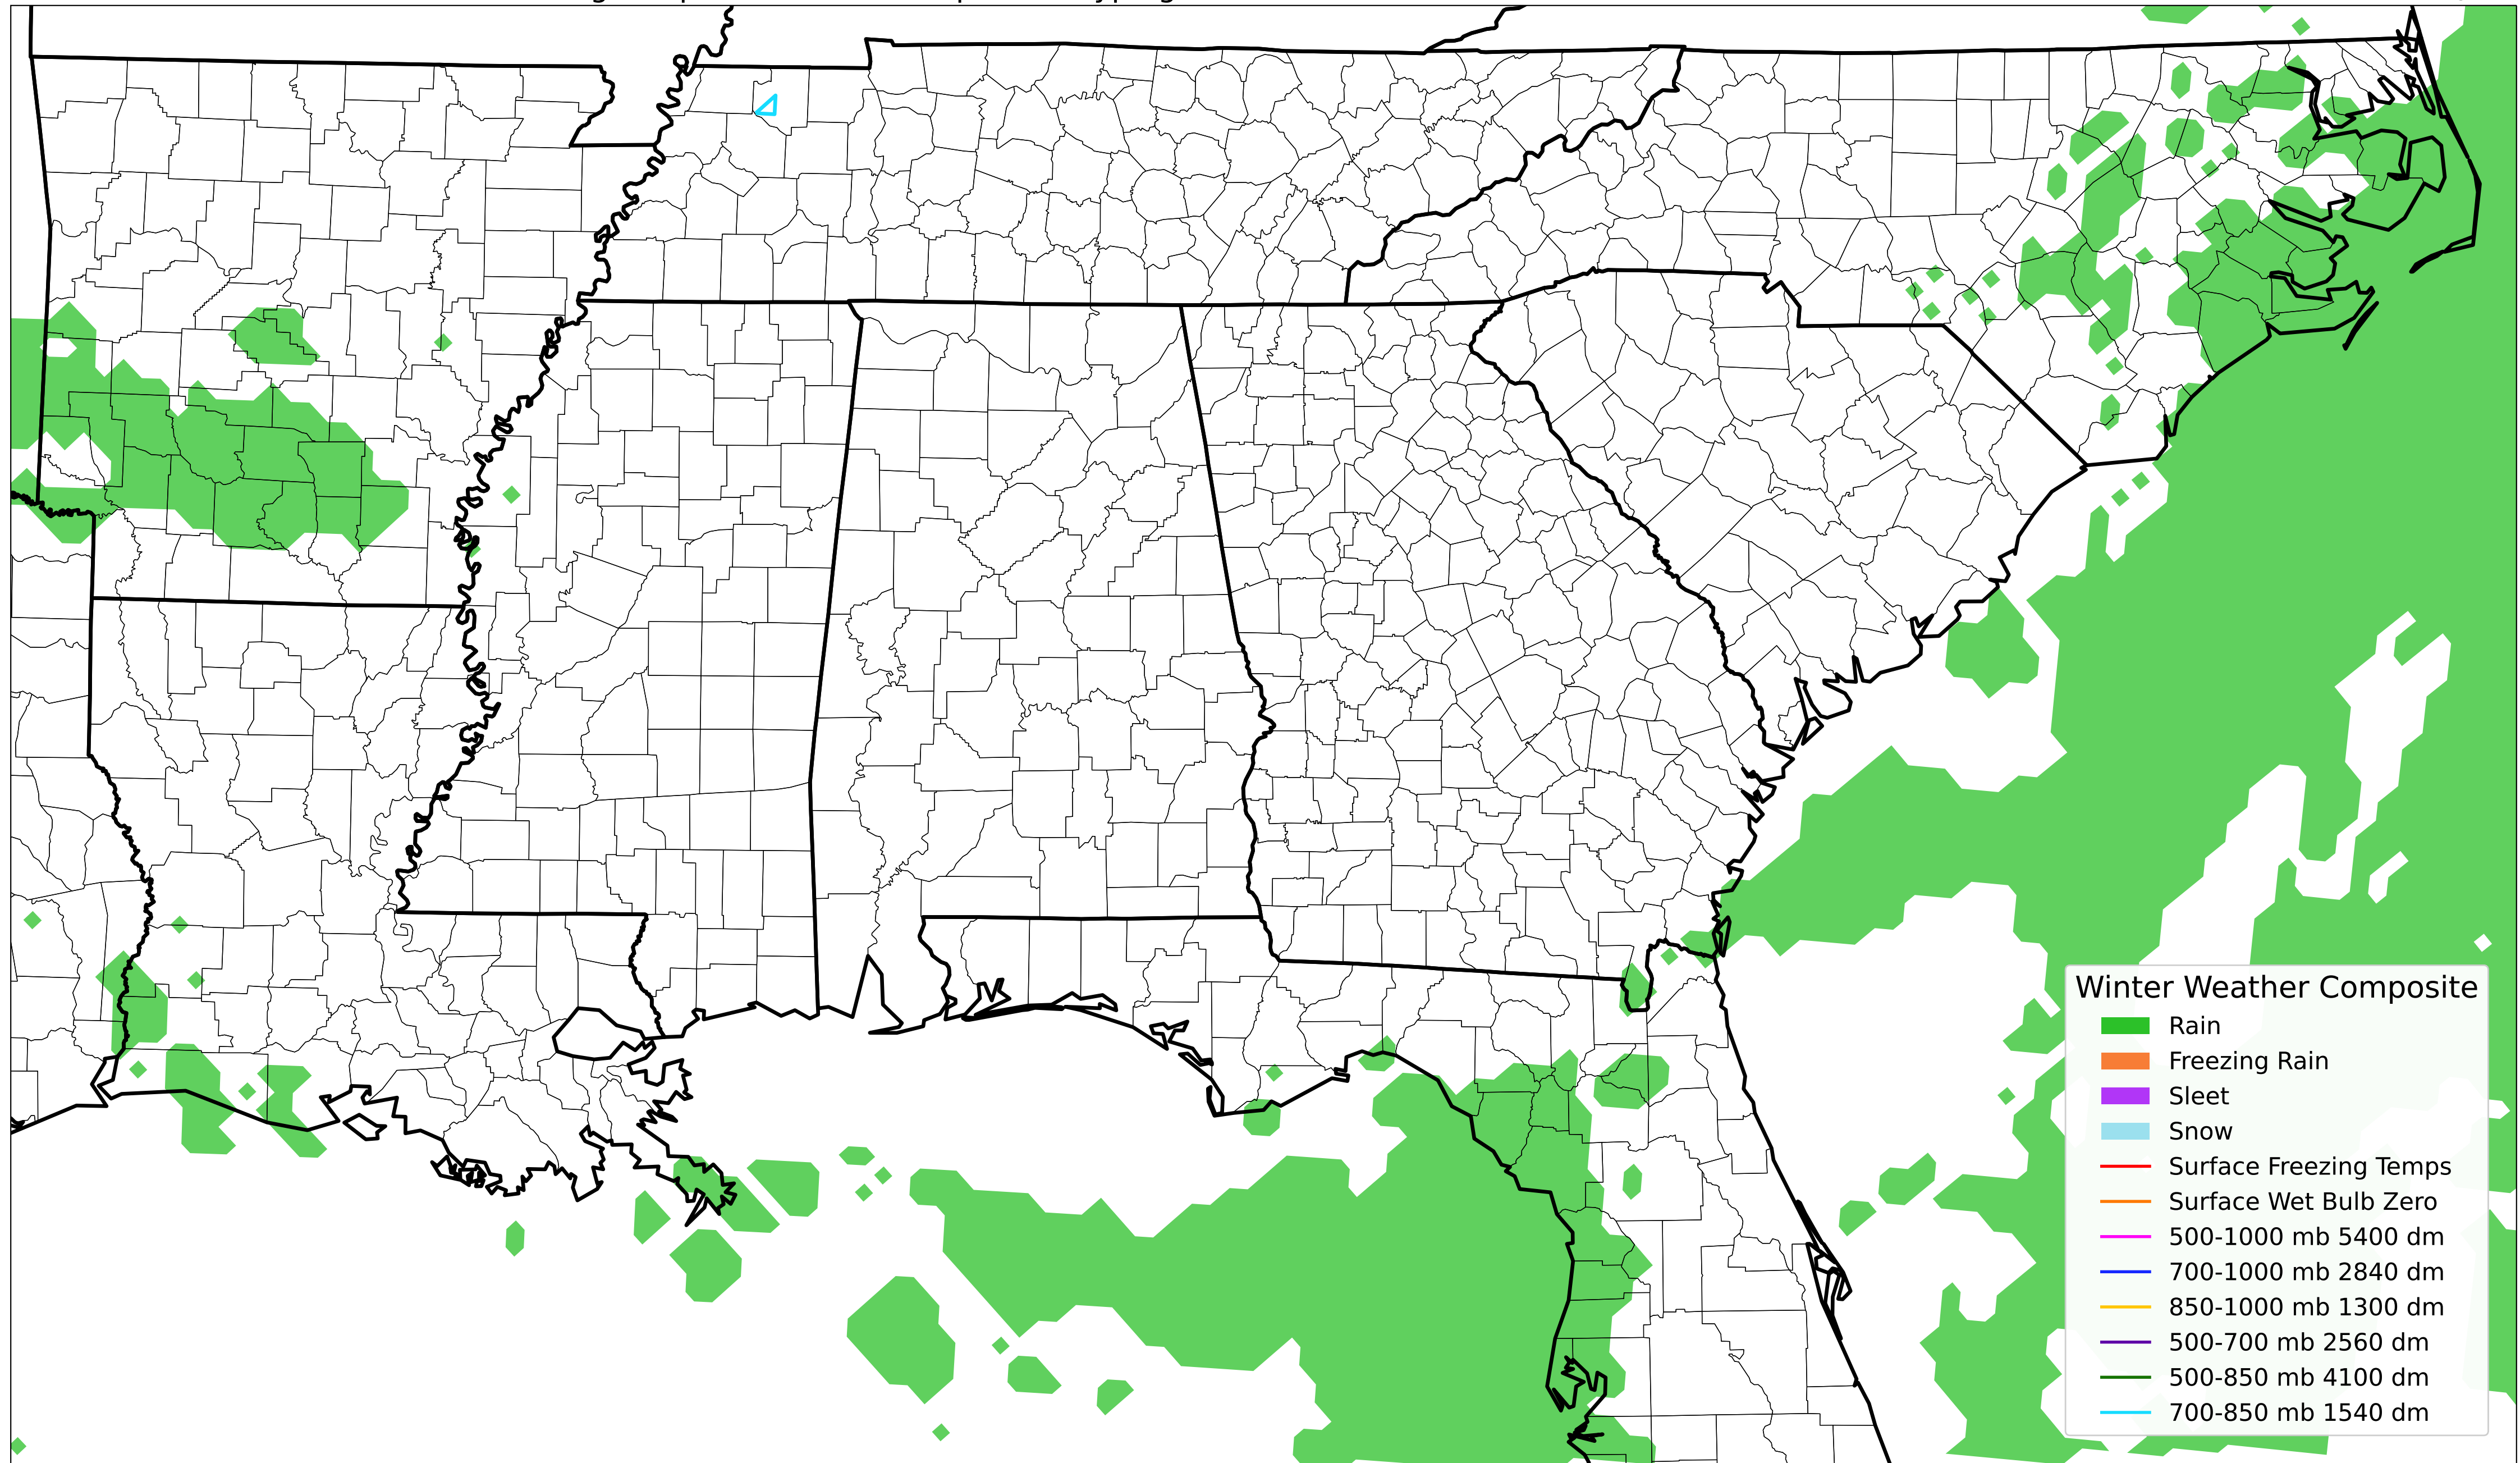 Winter Weather Composite
Rain
Freezing Rain
Sleet
Snow
Surface Freezing Temps
Surface Wet Bulb Zero
500-1000 mb 5400 dm
700-1000 mb 2840 dm
850-1000 mb 1300 dm
500-700 mb 2560 dm
500-850 mb 4100 dm
700-850 mb 1540 dm